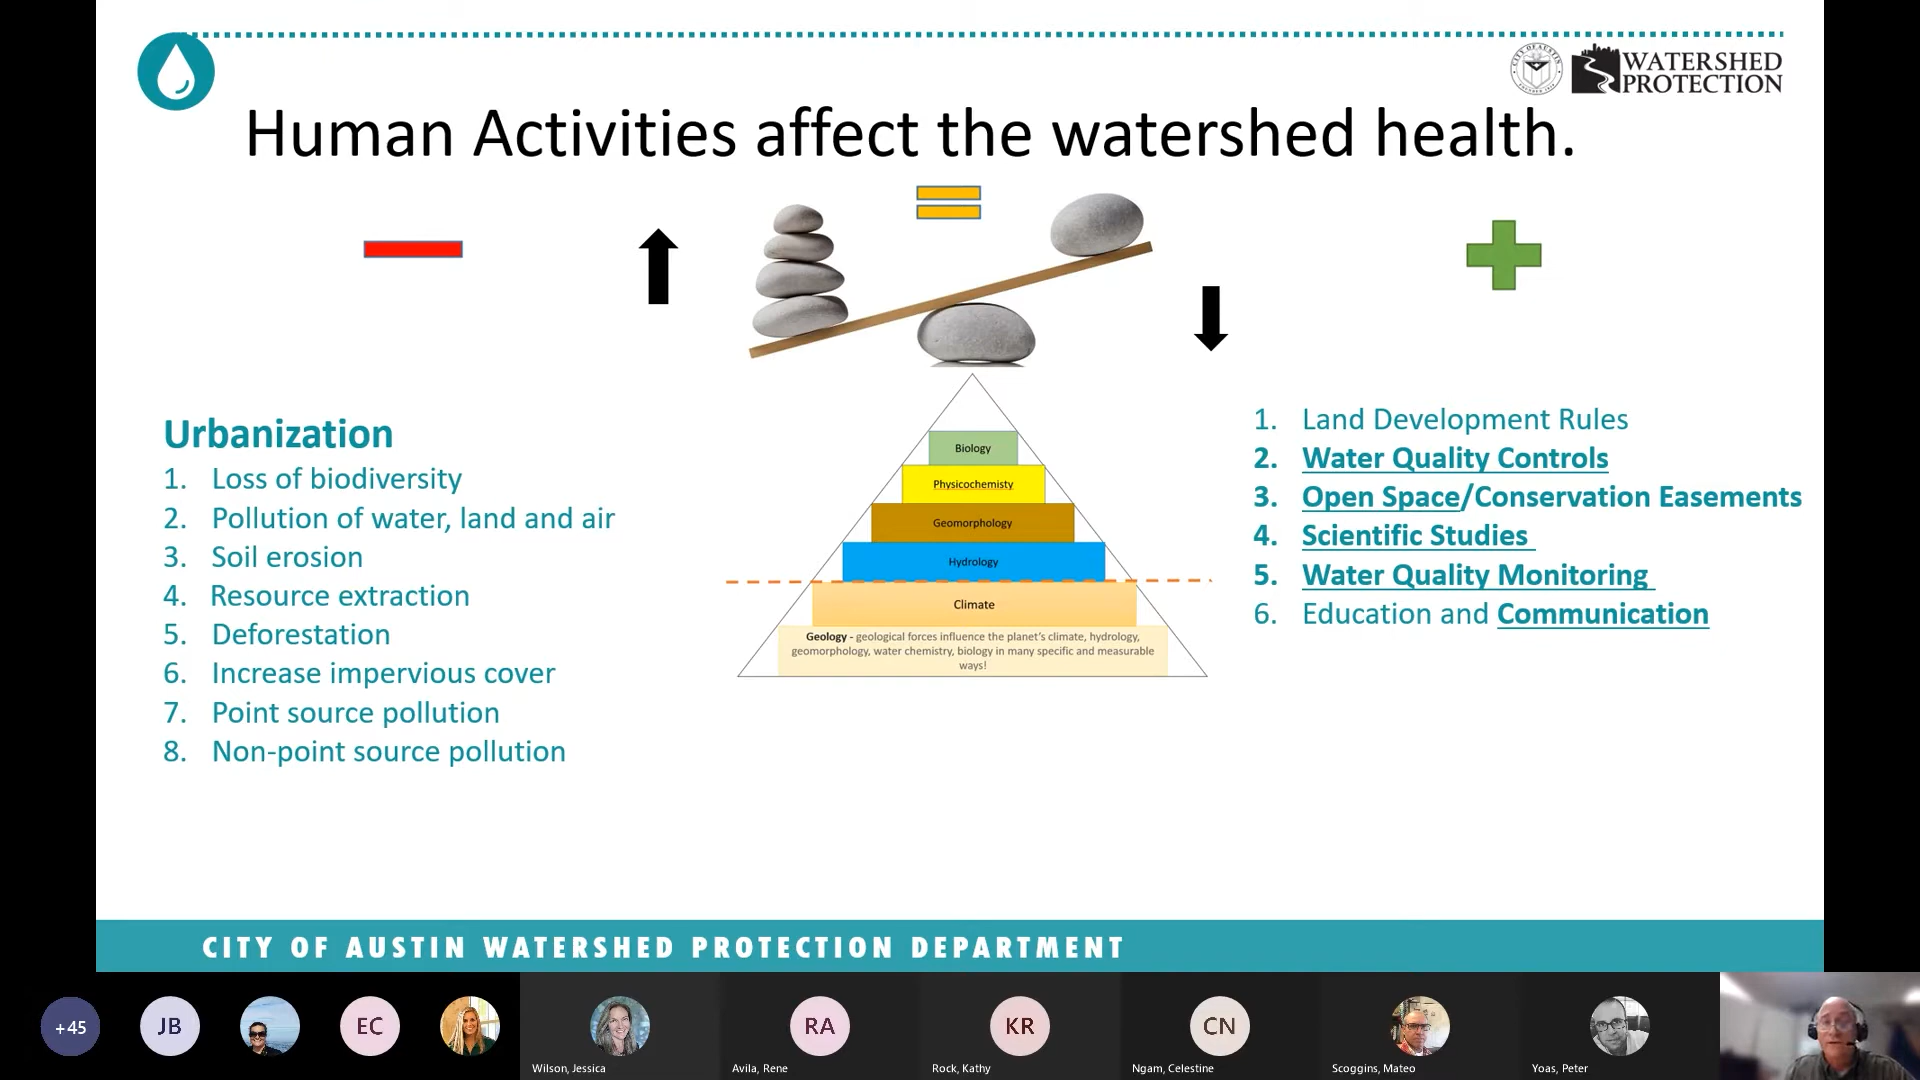 WATERSHED
PROTECTION
Human Activities affect the watershed health.
Urbanization
1. Loss of biodiversity
2. Pollution of water, land and air
3. Soil erosion
4. Resource extraction
5. Deforestation
6. Increase impervious cover
7. Point source pollution
8. Non-point source pollution
Biology
Physicochemisty
Geomorphology
Hydrology
Climate
Geology - geological forces influence the planet's climate, hydrology,
geomorphology, water chemistry, biology in many specific and measurable
ways!
1. Land Development Rules
2. Water Quality Controls
3. Open Space/Conservation Easements
4. Scientific Studies
5. Water Quality Monitoring
6. Education and Communication
CITY OF AUSTIN WATERSHED PROTECTION DEPARTMENT
+45
JB
EC
RA
KR
CN
Wilson, Jessica
Avila, Rene
Rock, Kathy
Ngam, Celestine
Scoggins, Mateo
Yoas, Peter